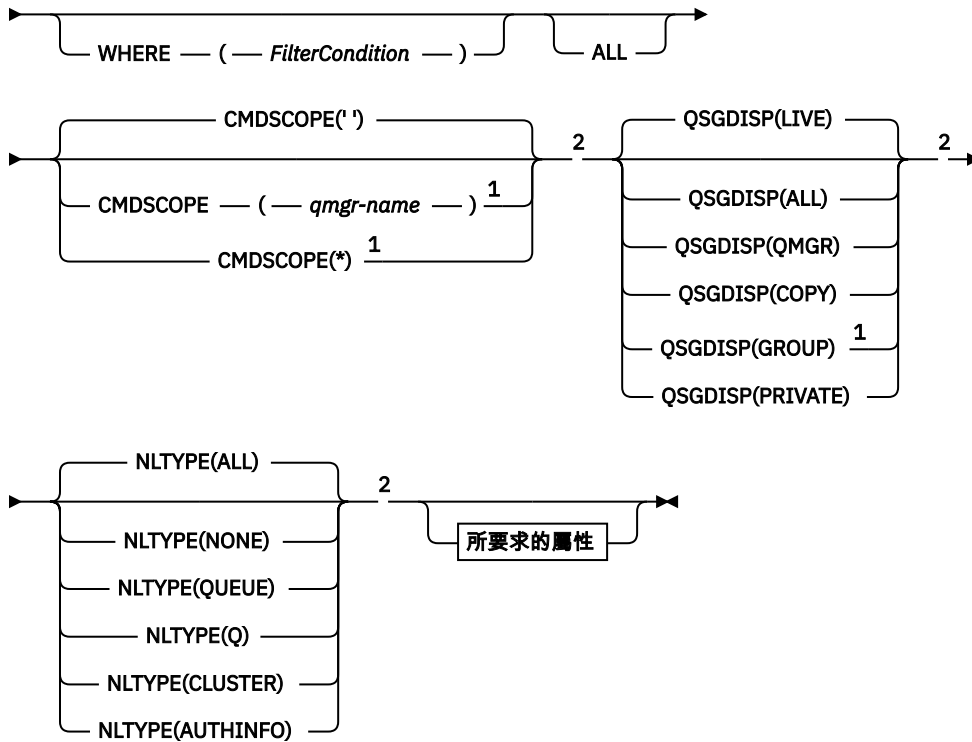 WHERE ( FilterCondition ) ALL
CMDSCOPE(' ') QSGDISP(LIVE)
2 2
CMDSCOPE ( qmgr-name ) 1 QSGDISP(ALL)
CMDSCOPE(*) 1 QSGDISP(QMGR)
QSGDISP(COPY)
QSGDISP(GROUP) 1
QSGDISP(PRIVATE)
NLTYPE(ALL)
2
NLTYPE(NONE) 所要求的屬性
NLTYPE(QUEUE)
NLTYPE(Q)
NLTYPE(CLUSTER)
NLTYPE(AUTHINFO)